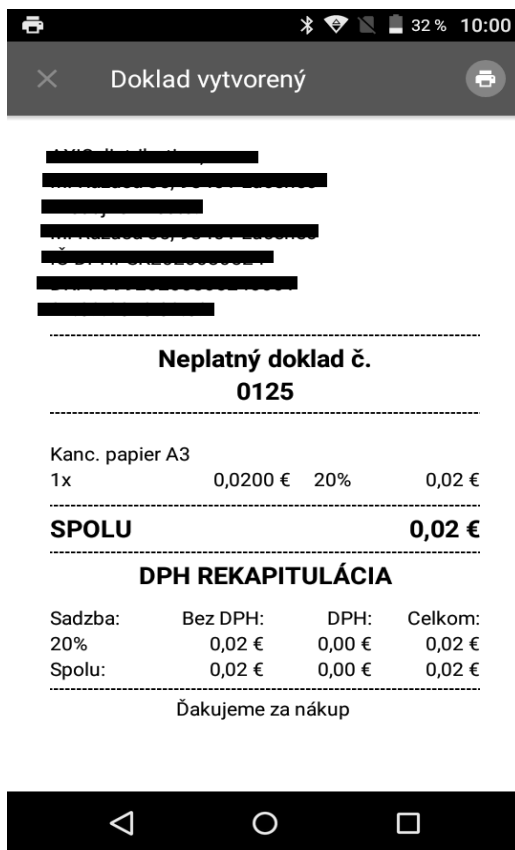 32 % 10:00
Doklad vytvorený
Neplatný doklad č.
0125
Kanc. papier A3
1x 0,0200 € 20% 0,02 €
SPOLU 0,02 €
DPH REKAPITULÁCIA
Sadzba: Bez DPH: DPH: Celkom:
20% 0,02 € 0,00 € 0,02 €
Spolu: 0,02 € 0,00 € 0,02 €
Ďakujeme za nákup